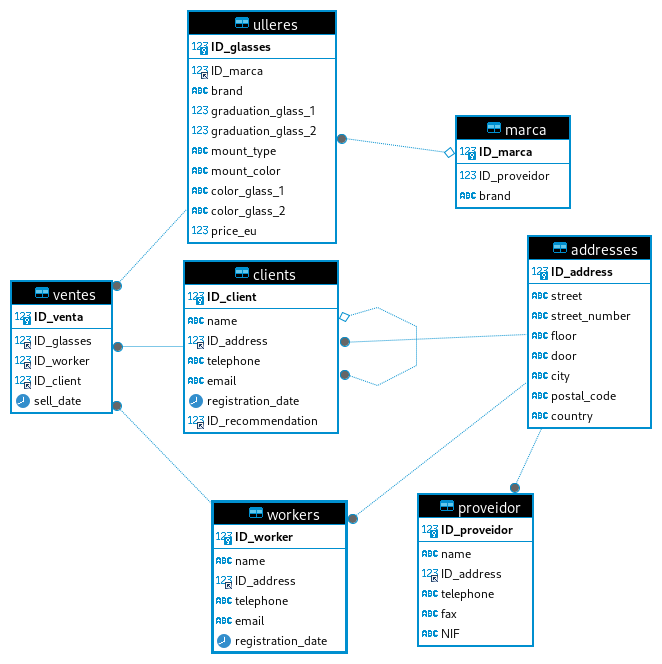 ulleres
123 ID_glasses
123 ID_marca
ABC brand
123 graduation_glass_1
123 graduation_glass_2
ABC mount_type
ABC mount_color
ABC color_glass_1
ABC color_glass_2
123 price_eu
marca
123 ID_marca
123 ID_proveidor
ABC brand
addresses
123 ID_address
ABC street
ABC street_number
ABC floor
ABC door
ABC city
ABC postal_code
ABC country
ventes
123 ID_venta
123 ID_glasses
123 ID_worker
123 ID_client
sell_date
clients
123 ID_client
ABC name
123 ID_address
ABC telephone
ABC email
registration_date
123 ID_recommendation
workers
123 ID_worker
ABC name
123 ID_address
ABC telephone
ABC email
registration_date
proveidor
123 ID_proveidor
ABC name
123 ID_address
ABC telephone
ABC fax
ABC NIF